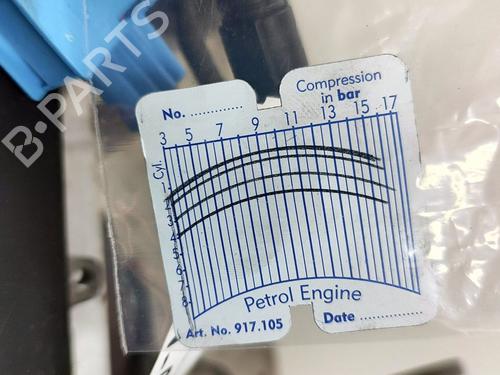 B-PARTS
No. ..............
Compression
in bar
3 5 7 9 11 13 15 17
Cyl.
1
2
3
4
5
6
7
8
Petrol Engine
Art. No. 917.105
Date ................